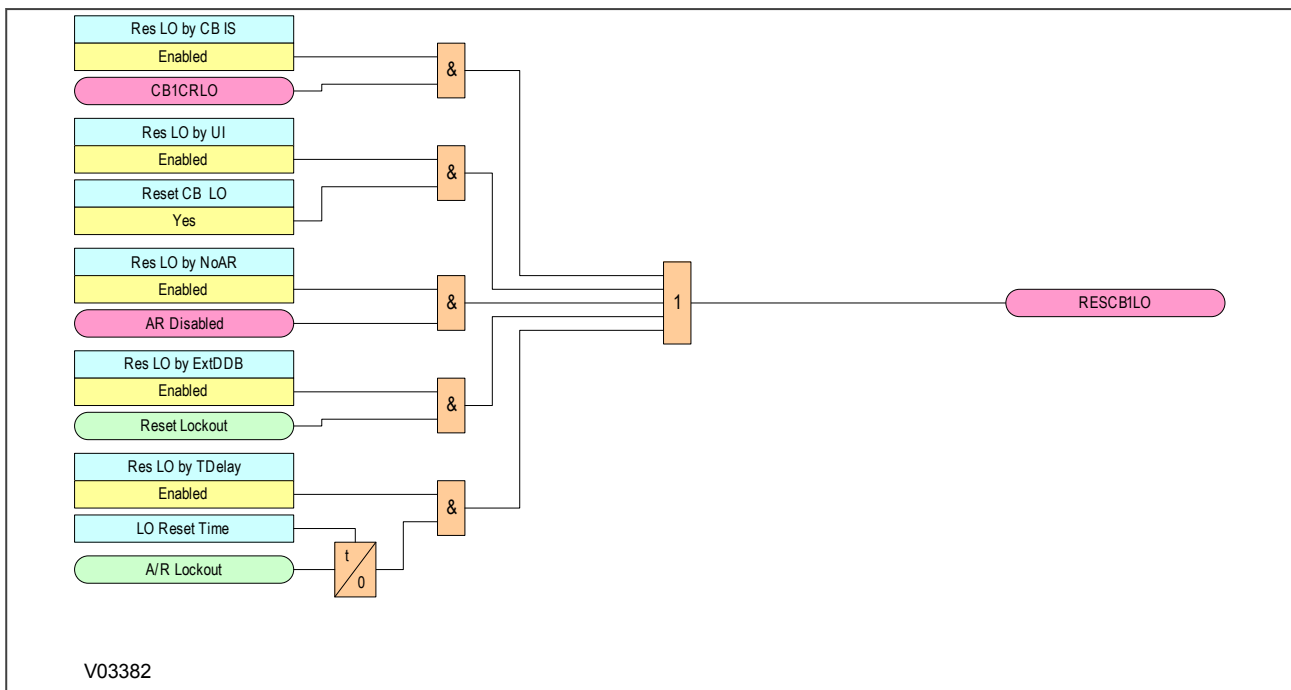 Res LO by CB IS
Enabled
&
CB1CRLO
Res LO by UI
Enabled
&
Reset CB LO
Yes
Res LO by NoAR
Enabled
&
1
RESCB1LO
AR Disabled
Res LO by ExtDDB
Enabled
&
Reset Lockout
Res LO by TDelay
Enabled
&
LO Reset Time
t
0
A/R Lockout
V03382